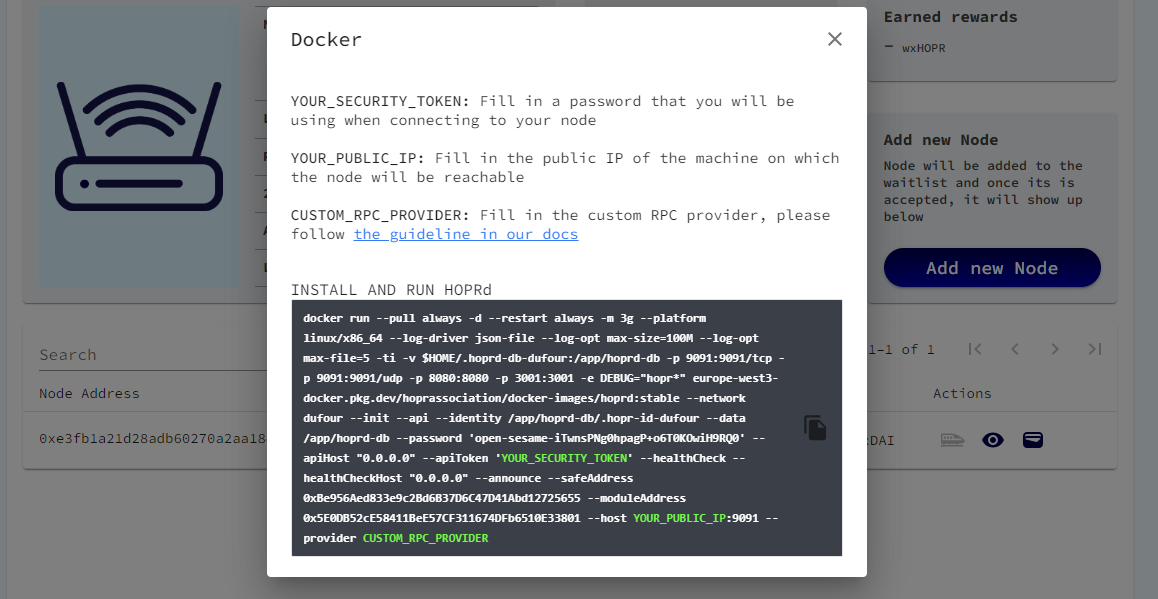 Docker
YOUR_SECURITY_TOKEN: Fill in a password that you will be
using when connecting to your node
YOUR_PUBLIC_IP: Fill in the public IP of the machine on which
the node will be reachable
CUSTOM_RPC_PROVIDER: Fill in the custom RPC provider, please
follow the guideline in our docs
INSTALL AND RUN HOPRd
docker run --pull always -d --restart always -m 3g --platform
linux/x86_64 --log-driver json-file --log-opt max-size=100M --log-opt
max-file=5 -ti -v $HOME/.hoprd-db-dufour:/app/hoprd-db -p 9091:9091/tcp -
p 9091:9091/udp -p 8080:8080 -p 3001:3001 -e DEBUG="hopr*" europe-west3-
docker.pkg.dev/hoprassociation/docker-images/hoprd:stable --network
dufour --init --api --identity /app/hoprd-db/.hopr-id-dufour --data
/app/hoprd-db --password 'open-sesame-iTwnsPNg0hpagP+o6T0KOwiH9RQ0' --
apiHost "0.0.0.0" --apiToken 'YOUR_SECURITY_TOKEN' --healthCheck --
healthCheckHost "0.0.0.0" --announce --safeAddress
0xBe956Aed833e9c2Bd6B37D6C47D41Abd12725655 --moduleAddress
0x5E0DB52cE58411BeE57CF311674DFb6510E33801 --host YOUR_PUBLIC_IP:9091 --
provider CUSTOM_RPC_PROVIDER
Earned rewards
— wxHOPR
Add new Node
Node will be added to the
waitlist and once its is
accepted, it will show up
below
Add new Node
Search
1–1 of 1
Node Address
Actions
0xe3fb1a21d28adb60270a2aa18
DAI